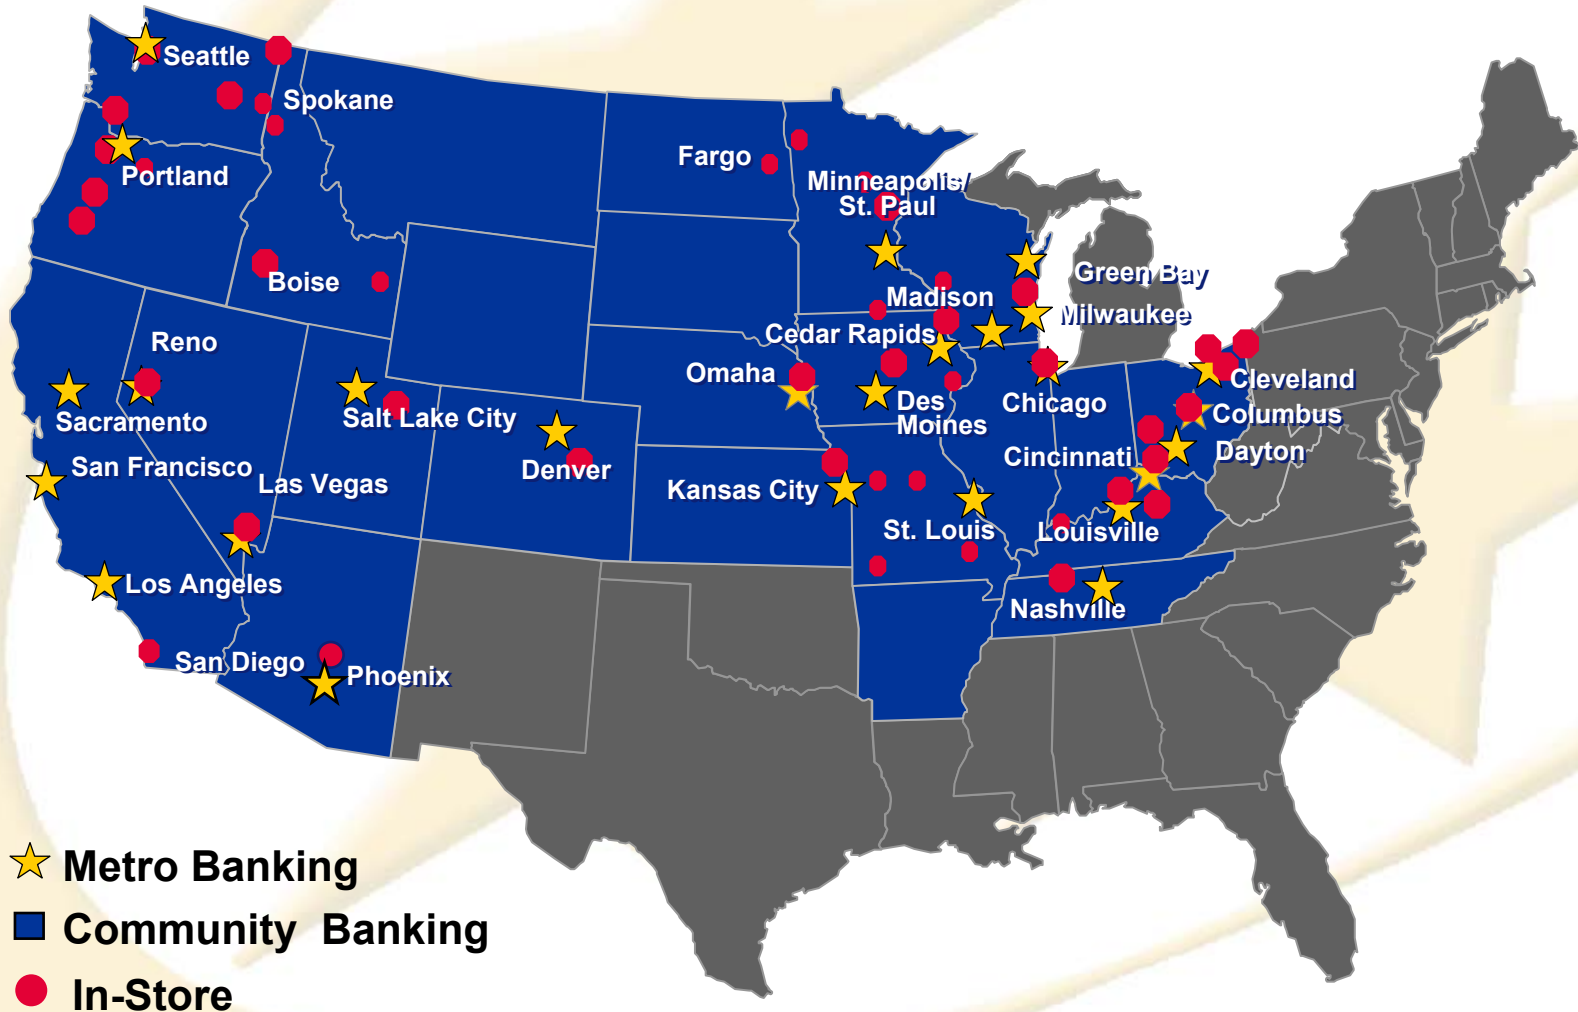 Seattle
Spokane
Portland
Fargo
Minneapolis/
St. Paul
Boise
Green Bay
Madison
Milwaukee
Cedar Rapids
Reno
Omaha
Cleveland
Des
Moines
Chicago
Columbus
Sacramento
Salt Lake City
Dayton
Cincinnati
San Francisco
Denver
Las Vegas
Kansas City
St. Louis
Louisville
Los Angeles
Nashville
San Diego
Phoenix
Metro Banking
Community Banking
In-Store